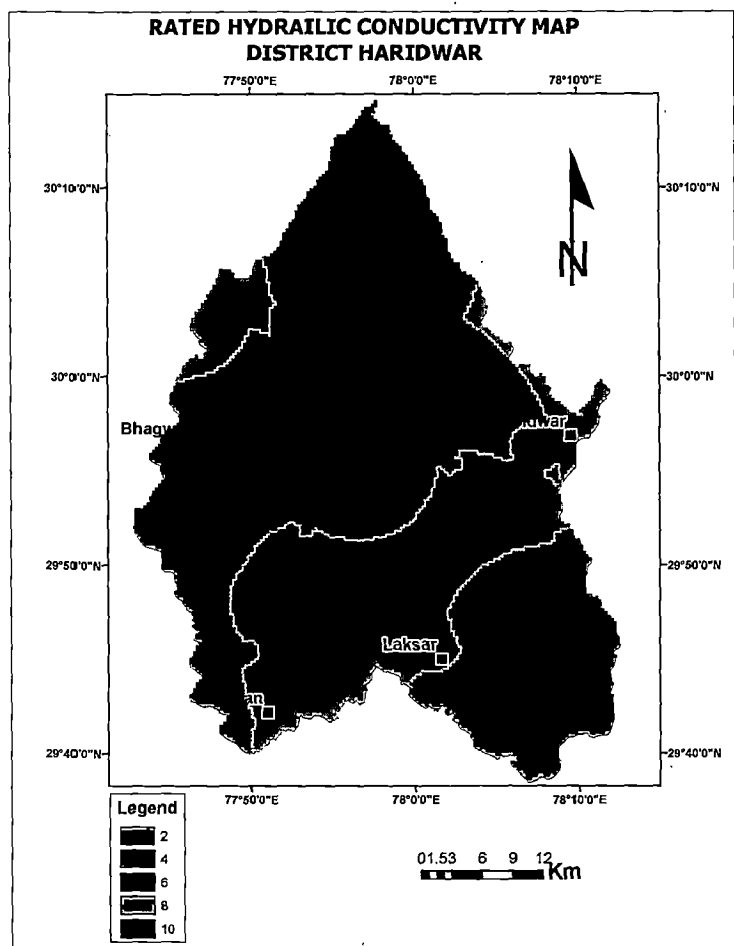 RATED HYDRAILIC CONDUCTIVITY MAP
DISTRICT HARIDWAR
77°50'0"E 78°0'0"E 78°10'0"E
30°10'0"N 30°10'0"N
N
30°0'0"N 30°0'0"N
29°50'0"N 29°50'0"N
Laksar
29°40'0"N 29°40'0"N
77°50'0"E 78°0'0"E 78°10'0"E
Legend
2
4
6
8
10
01.53 6 9 12
Km